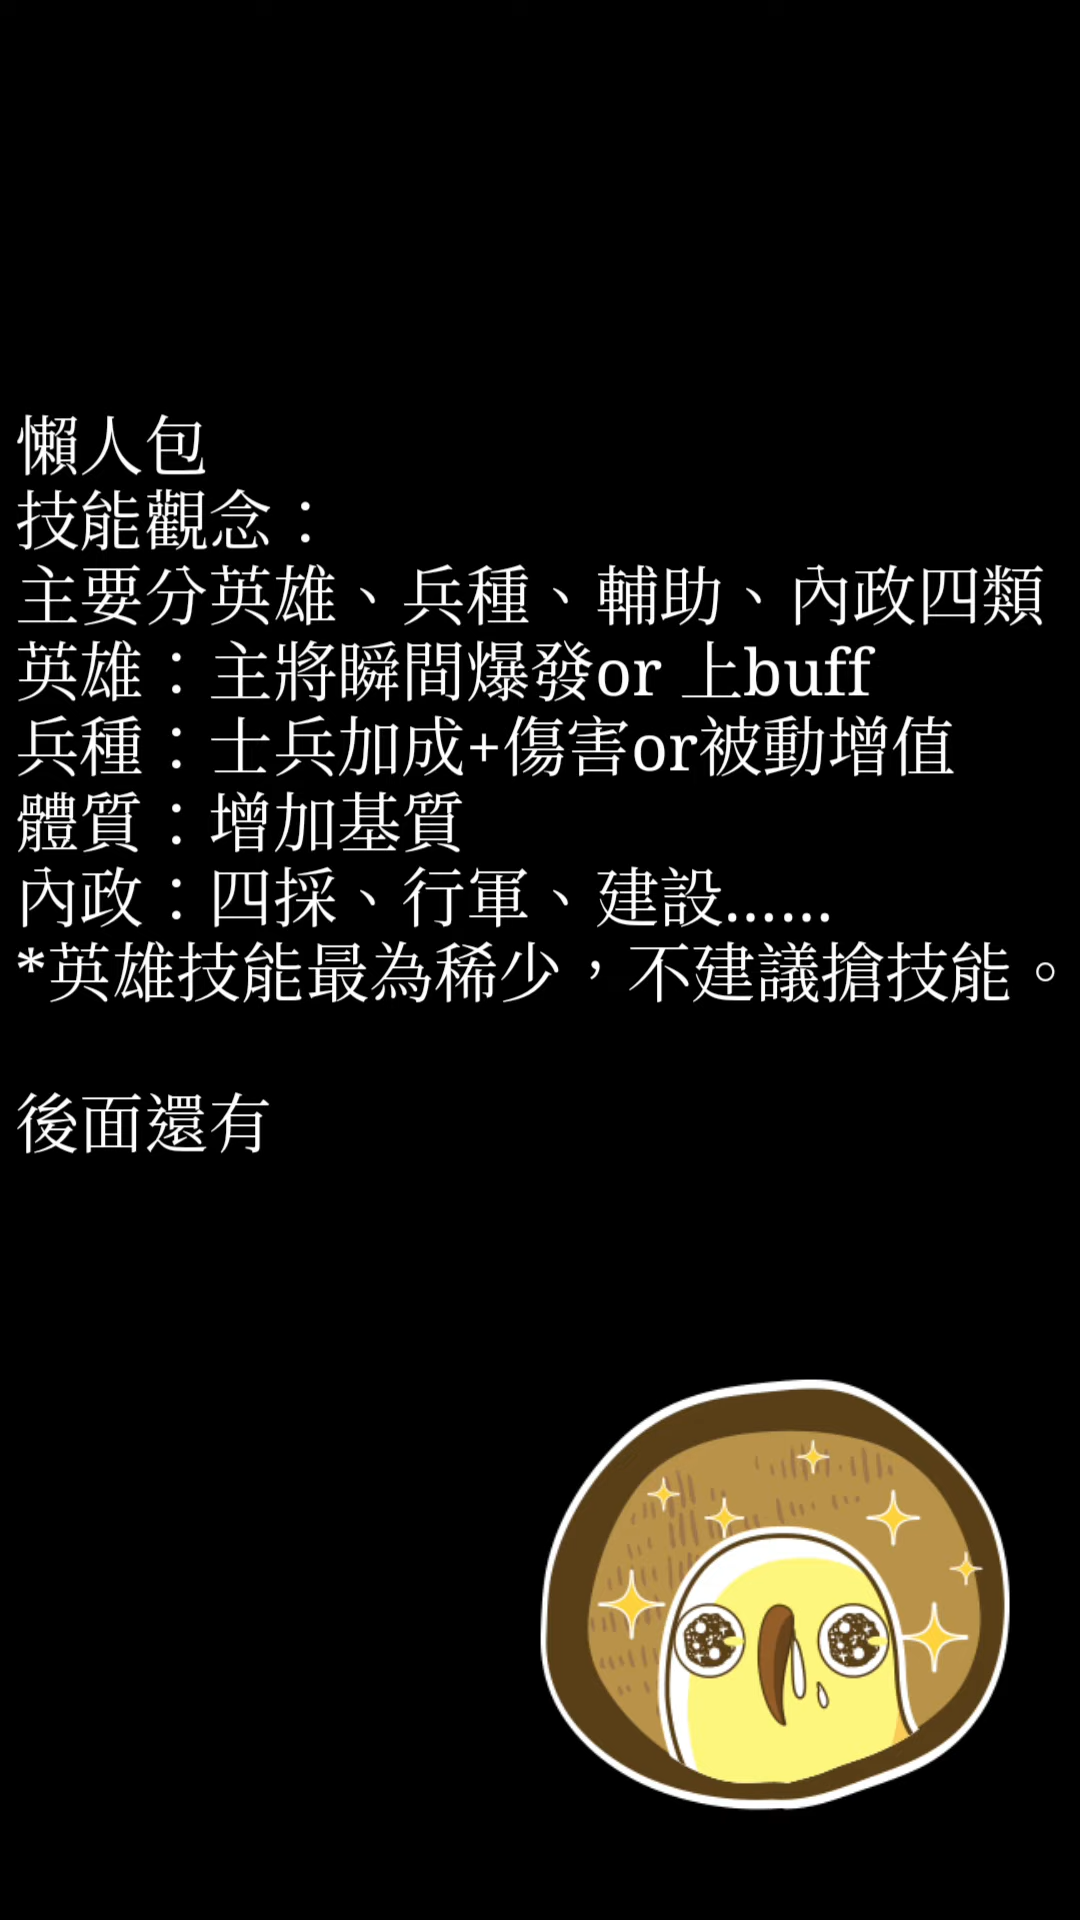 懶人包
技能觀念：
主要分英雄、兵種、輔助、內政四類
英雄：主將瞬間爆發or 上buff
兵種：士兵加成+傷害or被動增值
體質：增加基質
內政：四採、行軍、建設......
*英雄技能最為稀少，不建議搶技能。
後面還有